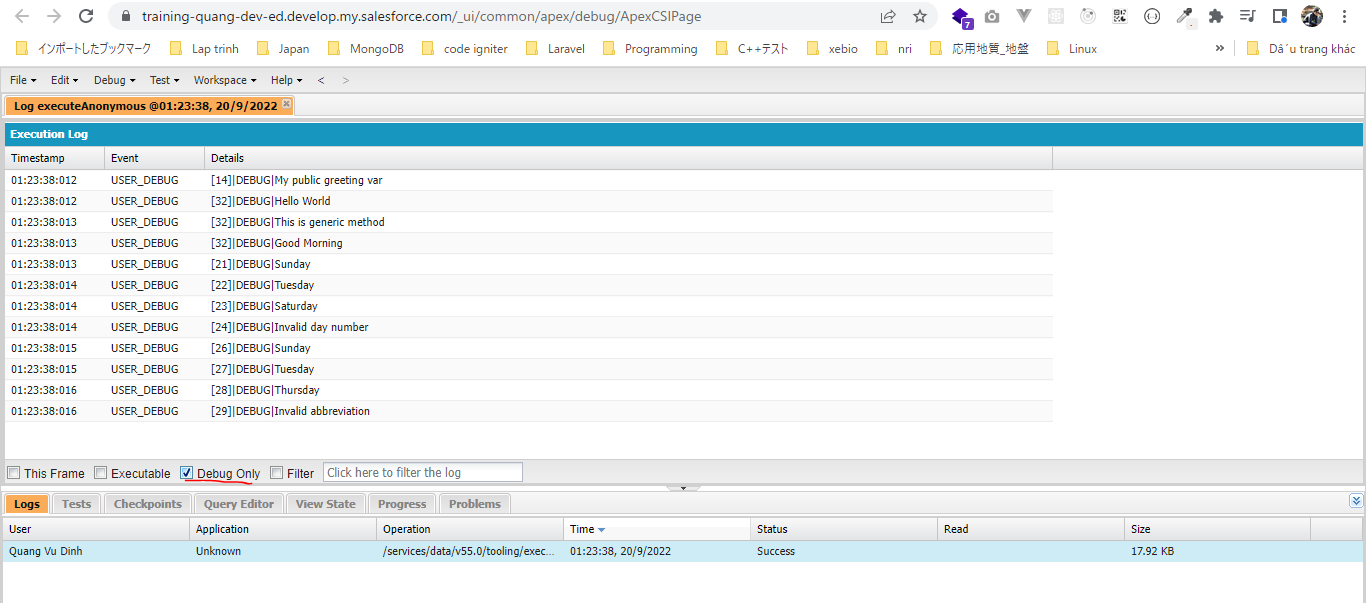 training-quang-dev-ed.develop.my.salesforce.com/_ui/common/apex/debug/ApexCSIPage
7
インポートしたブックマーク Lap trinh Japan MongoDB code igniter Laravel Programming C++テスト xebio nri 応用地質_地盤 Linux » Dấu trang khác
File Edit Debug Test Workspace Help < >
Log executeAnonymous @01:23:38, 20/9/2022
Execution Log
Timestamp Event Details
01:23:38:012 USER_DEBUG [14]|DEBUG|My public greeting var
01:23:38:012 USER_DEBUG [32]|DEBUG|Hello World
01:23:38:013 USER_DEBUG [32]|DEBUG|This is generic method
01:23:38:013 USER_DEBUG [32]|DEBUG|Good Morning
01:23:38:013 USER_DEBUG [21]|DEBUG|Sunday
01:23:38:014 USER_DEBUG [22]|DEBUG|Tuesday
01:23:38:014 USER_DEBUG [23]|DEBUG|Saturday
01:23:38:014 USER_DEBUG [24]|DEBUG|Invalid day number
01:23:38:015 USER_DEBUG [26]|DEBUG|Sunday
01:23:38:015 USER_DEBUG [27]|DEBUG|Tuesday
01:23:38:016 USER_DEBUG [28]|DEBUG|Thursday
01:23:38:016 USER_DEBUG [29]|DEBUG|Invalid abbreviation
This Frame Executable Debug Only Filter Click here to filter the log
Logs Tests Checkpoints Query Editor View State Progress Problems
User Application Operation Time Status Read Size
Quang Vu Dinh Unknown /services/data/v55.0/tooling/exec... 01:23:38, 20/9/2022 Success 17.92 KB